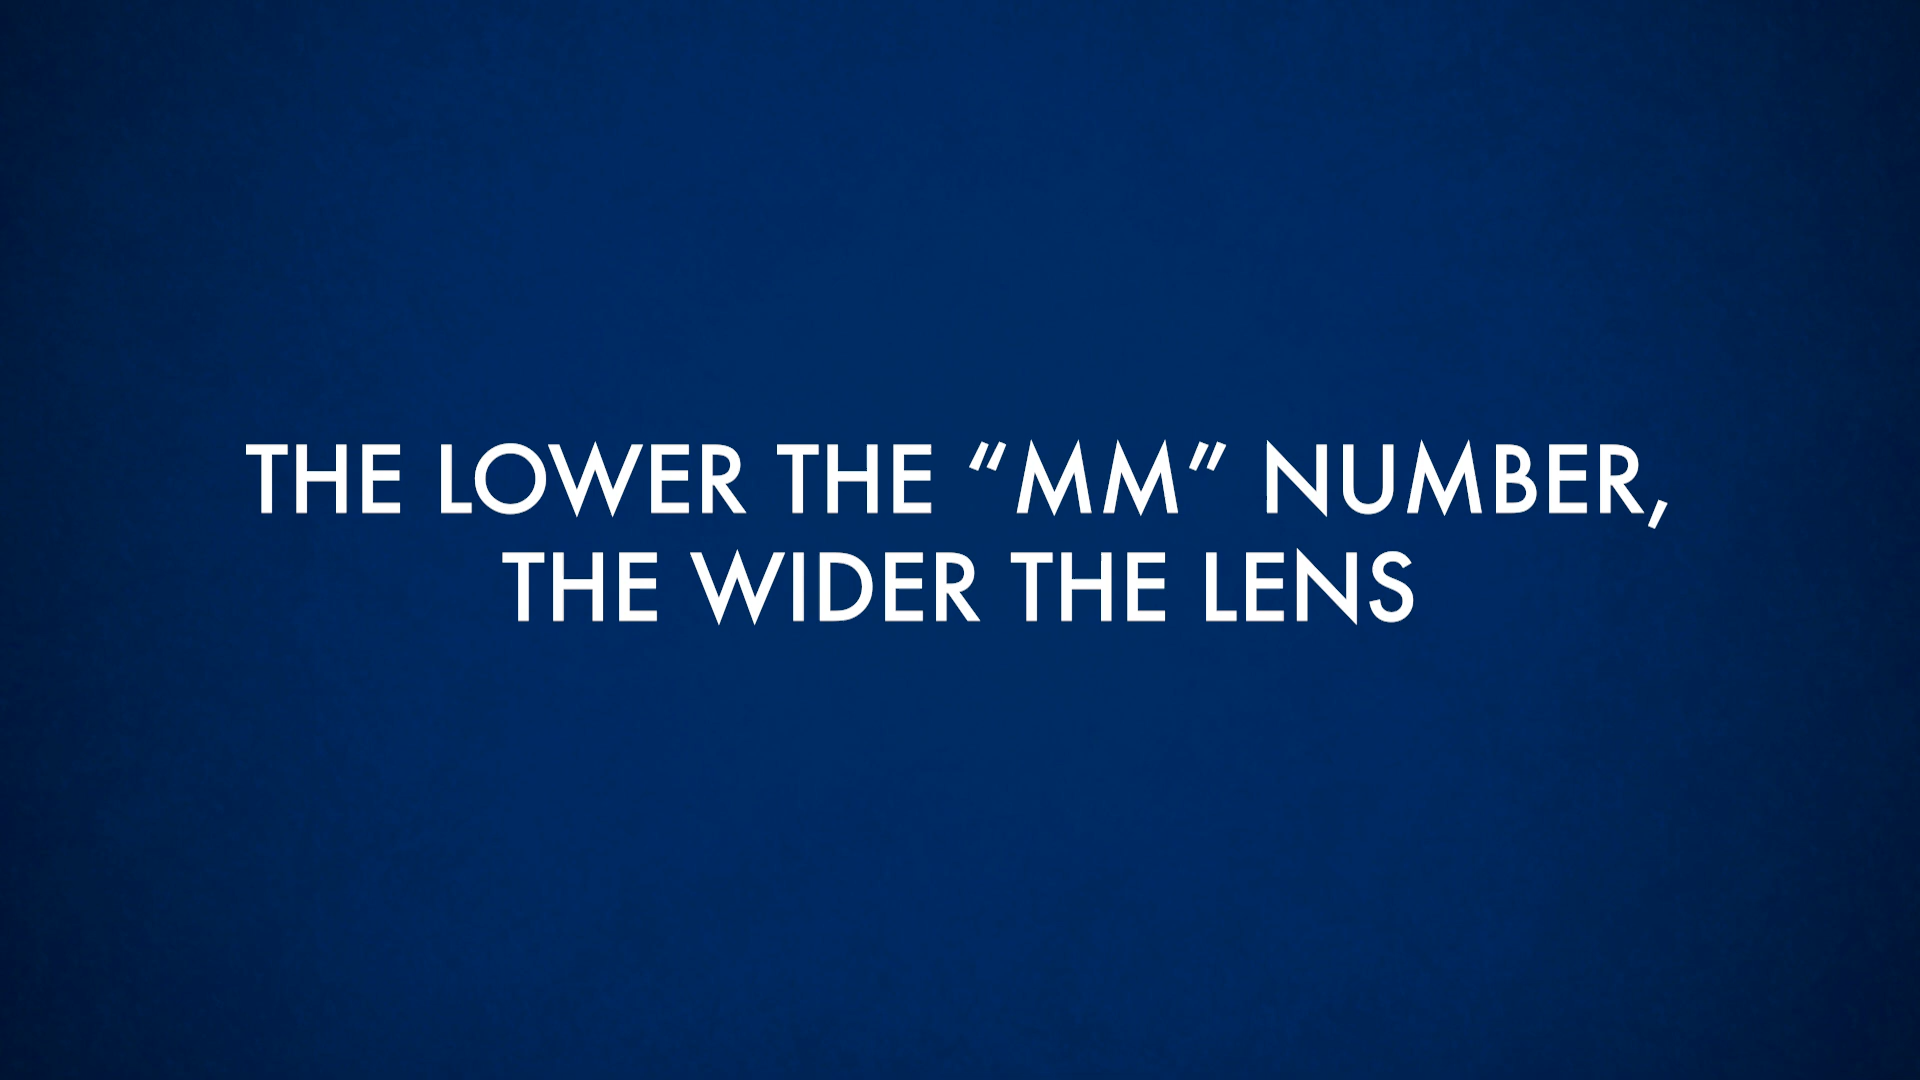 THE LOWER THE “MM” NUMBER,
THE WIDER THE LENS